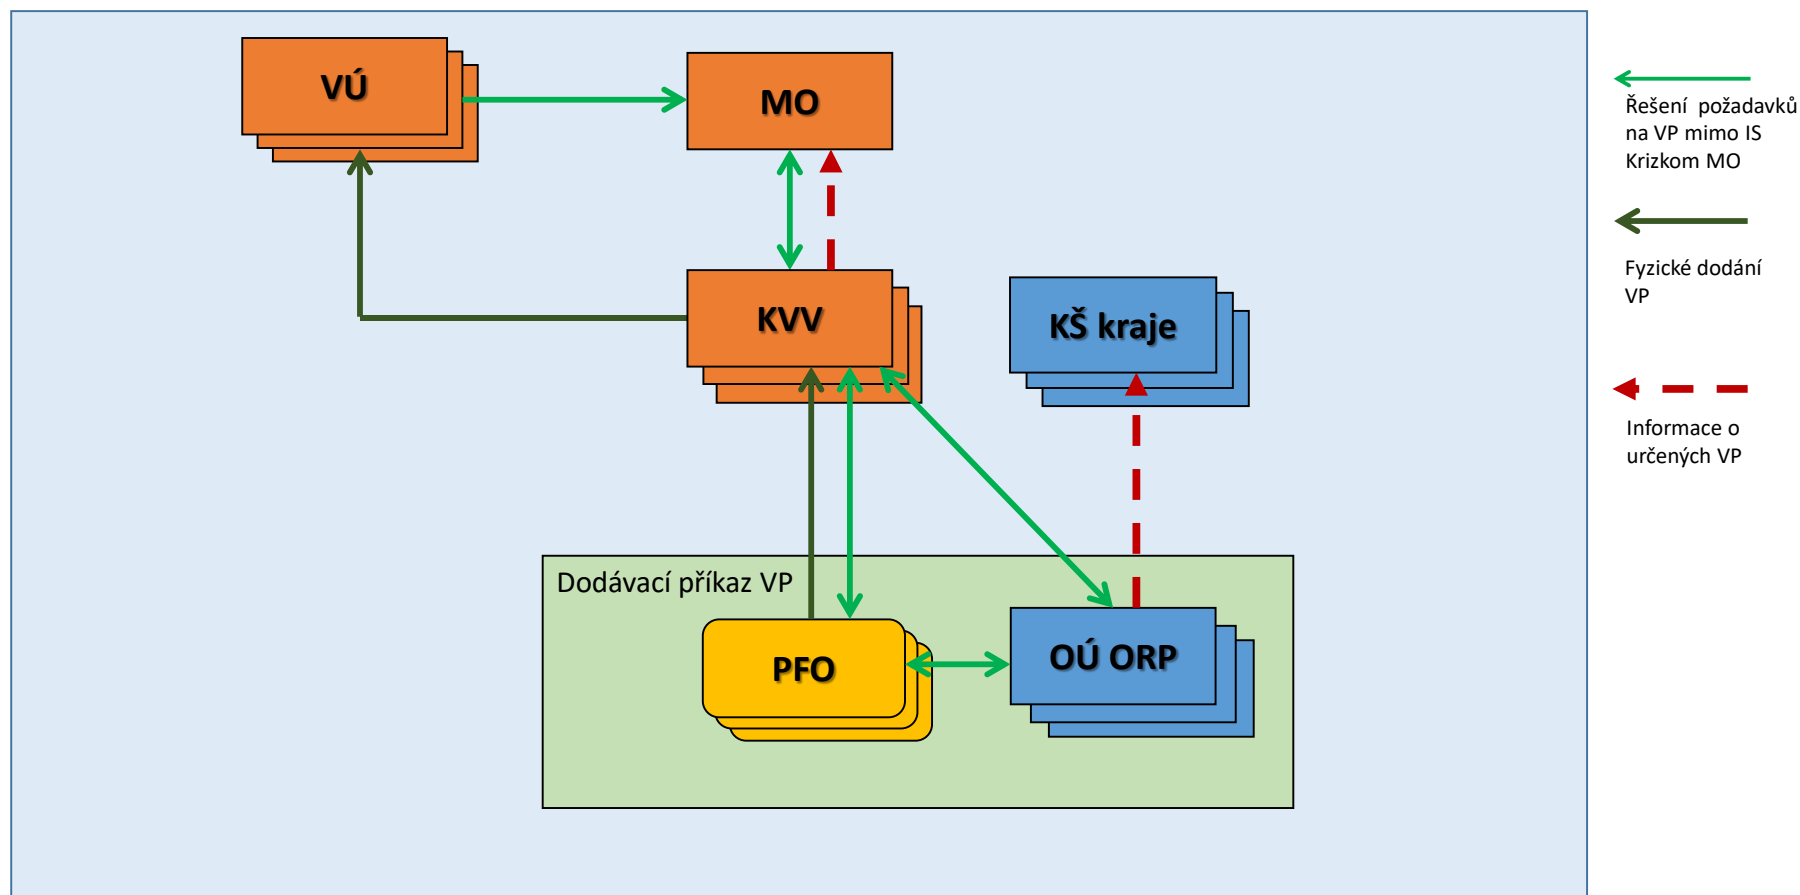 VÚ
MO
KVV
KŠ kraje
Dodávací příkaz VP
PFO
OÚ ORP
Řešení požadavků
na VP mimo IS
Krizkom MO
Fyzické dodání
VP
Informace o
určených VP